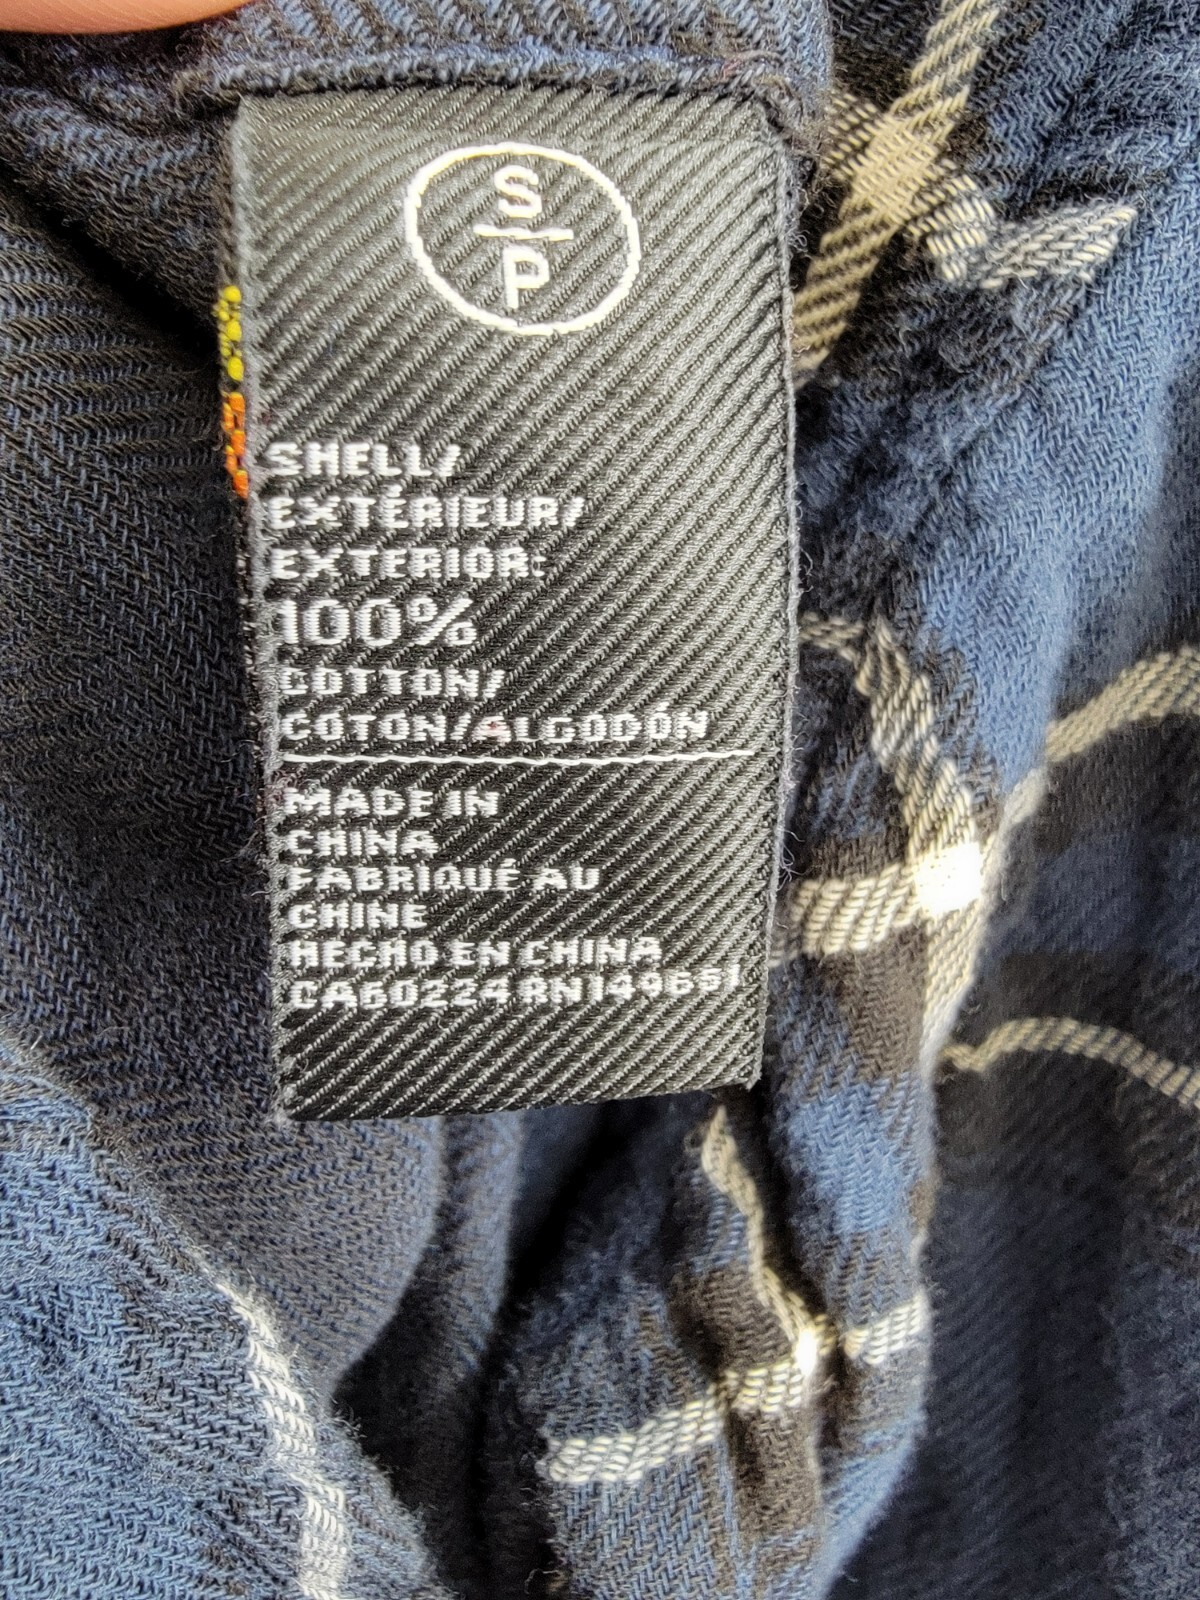 S
P
SHELL/
EXTÉRIEUR/
EXTERIOR:
100%
COTTON/
COTON/ALGODÓN
MADE IN
CHINA
FABRIQUÉ AU
CHINE
HECHO EN CHINA
CA60224 RN149651